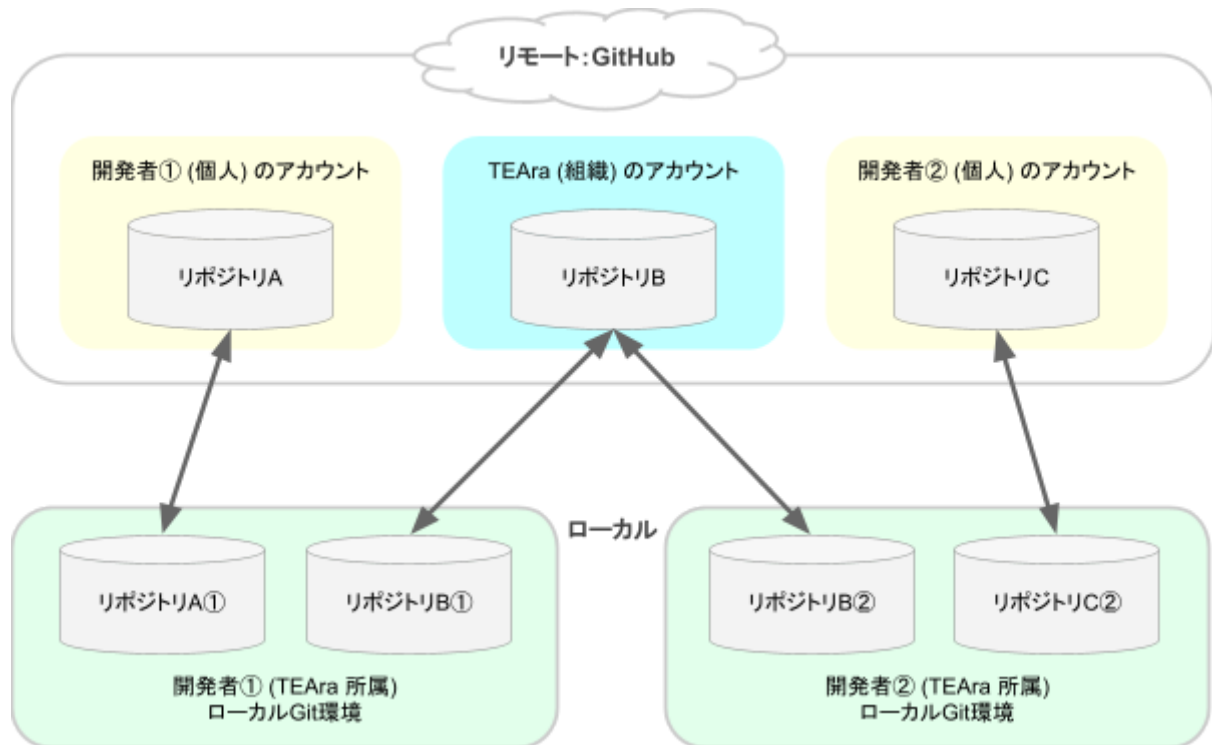 リモート:GitHub
開発者① (個人) のアカウント
TEAra (組織) のアカウント
開発者② (個人) のアカウント
リポジトリA
リポジトリB
リポジトリC
ローカル
リポジトリA①
リポジトリB①
リポジトリB②
リポジトリC②
開発者① (TEAra 所属)
ローカルGit環境
開発者② (TEAra 所属)
ローカルGit環境